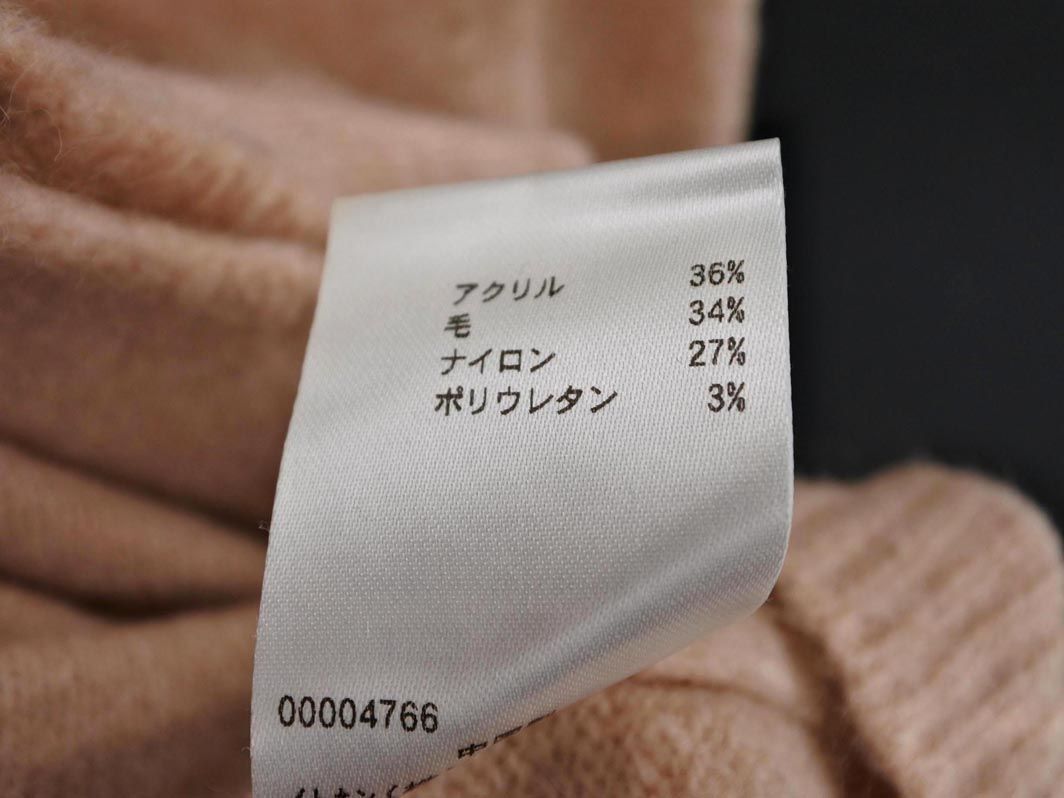 アクリル 36%
毛 34%
ナイロン 27%
ポリウレタン 3%
00004766